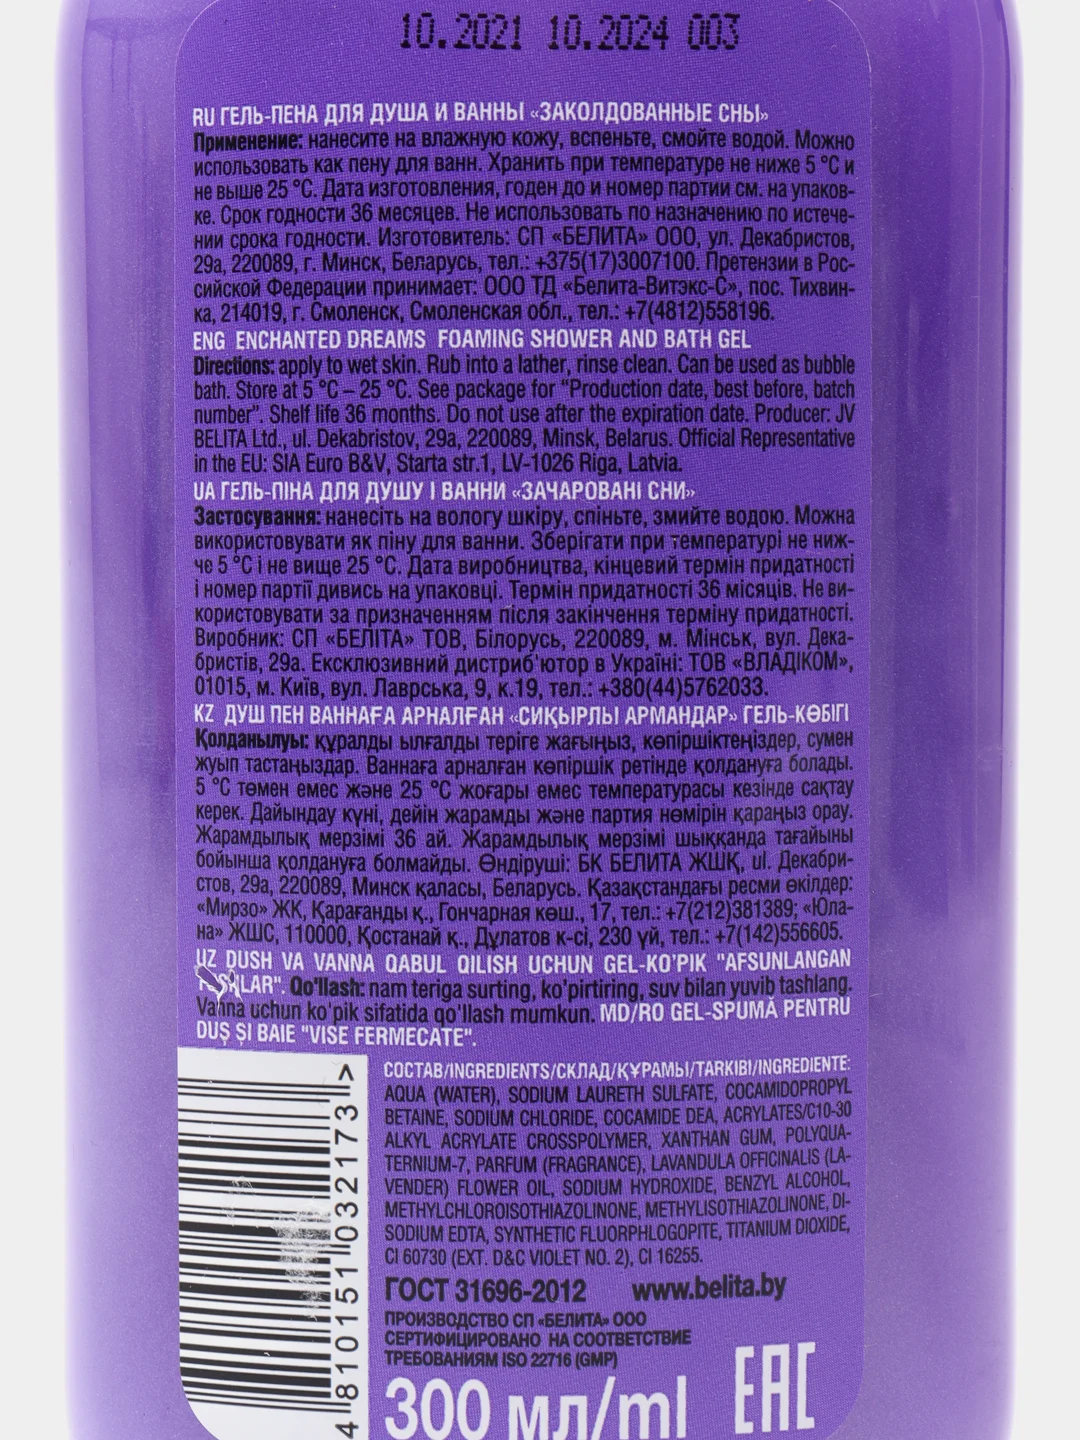 10.2021 10.2024 003
RU ГЕЛЬ-ПЕНА ДЛЯ ДУША И ВАННЫ «ЗАКОЛДОВАННЫЕ СНЫ»
Применение: нанесите на влажную кожу, вспеньте, смойте водой. Можно
использовать как пену для ванн. Хранить при температуре не ниже 5 °C и
не выше 25 °C. Дата изготовления, годен до и номер партии см. на упаков-
ке. Срок годности 36 месяцев. Не использовать по назначению по истече-
нии срока годности. Изготовитель: СП «БЕЛИТА» ООО, ул. Декабристов,
29а, 220089, г. Минск, Беларусь, тел.: +375(17)3007100. Претензии в Рос-
сийской Федерации принимает: ООО ТД «Белита-Витэкс-С», пос. Тихвин-
ка, 214019, г. Смоленск, Смоленская обл., тел.: +7(4812)558196.
ENG ENCHANTED DREAMS FOAMING SHOWER AND BATH GEL
Directions: apply to wet skin. Rub into a lather, rinse clean. Can be used as bubble
bath. Store at 5 °C – 25 °C. See package for "Production date, best before, batch
number". Shelf life 36 months. Do not use after the expiration date. Producer: JV
BELITA Ltd., ul. Dekabristov, 29a, 220089, Minsk, Belarus. Official Representative
in the EU: SIA Euro B&V, Starta str.1, LV-1026 Riga, Latvia.
UA ГЕЛЬ-ПІНА ДЛЯ ДУШУ І ВАННИ «ЗАЧАРОВАНІ СНИ»
Застосування: нанесіть на вологу шкіру, спіньте, змийте водою. Можна
використовувати як піну для ванни. Зберігати при температурі не ниж-
че 5 °C і не вище 25 °C. Дата виробництва, кінцевий термін придатності
і номер партії дивись на упаковці. Термін придатності 36 місяців. Не ви-
користовувати за призначенням після закінчення терміну придатності.
Виробник: СП «БЕЛІТА» ТОВ, Білорусь, 220089, м. Мінськ, вул. Дека-
бристів, 29а. Ексклюзивний дистриб'ютор в Україні: ТОВ «ВЛАДІКОМ»,
01015, м. Київ, вул. Лаврська, 9, к.19, тел.: +380(44)5762033.
KZ ДУШ ПЕН ВАННАҒА АРНАЛҒАН «СИҚЫРЛЫ АРМАНДАР» ГЕЛЬ-КӨБІГІ
Қолданылуы: құралды ылғалды теріге жағыңыз, көпіршіктеңіздер, сумен
жуып тастаңыздар. Ваннаға арналған көпіршік ретінде қолдануға болады.
5 °C төмен емес және 25 °C жоғары емес температурасы кезінде сақтау
керек. Дайындау күні, дейін жарамды және партия нөмірін қараңыз орау.
Жарамдылық мерзімі 36 ай. Жарамдылық мерзімі шыққанда тағайыны
бойынша қолдануға болмайды. Өндіруші: БК БЕЛИТА ЖШҚ, ul. Декабри-
стов, 29а, 220089, Минск қаласы, Беларусь. Қазақстандағы ресми өкілдер:
«Мирзо» ЖК, Қарағанды қ., Гончарная көш., 17, тел.: +7(212)381389; «Юла-
на» ЖШС, 110000, Қостанай қ., Дұлатов к-сі, 230 үй, тел.: +7(142)556605.
UZ DUSH VA VANNA QABUL QILISH UCHUN GEL-KO'PIK "AFSUNLANGAN
TUSHLAR". Qo'llash: nam teriga surting, ko'pirtiring, suv bilan yuvib tashlang.
Vanna uchun ko'pik sifatida qo'llash mumkun. MD/RO GEL-SPUMĂ PENTRU
DUȘ ȘI BAIE "VISE FERMECATE".
СОСТАВ/INGREDIENTS/СКЛАД/ҚҰРАМЫ/TARKIBI/INGREDIENTE:
AQUA (WATER), SODIUM LAURETH SULFATE, COCAMIDOPROPYL
BETAINE, SODIUM CHLORIDE, COCAMIDE DEA, ACRYLATES/C10-30
ALKYL ACRYLATE CROSSPOLYMER, XANTHAN GUM, POLYQUA-
TERNIUM-7, PARFUM (FRAGRANCE), LAVANDULA OFFICINALIS (LA-
VENDER) FLOWER OIL, SODIUM HYDROXIDE, BENZYL ALCOHOL,
METHYLCHLOROISOTHIAZOLINONE, METHYLISOTHIAZOLINONE, DI-
SODIUM EDTA, SYNTHETIC FLUORPHLOGOPITE, TITANIUM DIOXIDE,
CI 60730 (EXT. D&C VIOLET NO. 2), CI 16255.
ГОСТ 31696-2012 www.belita.by
ПРОИЗВОДСТВО СП «БЕЛИТА» ООО
СЕРТИФИЦИРОВАНО НА СООТВЕТСТВИЕ
ТРЕБОВАНИЯМ ISO 22716 (GMP)
300 мл/ml EAC
4 810151 032173 >